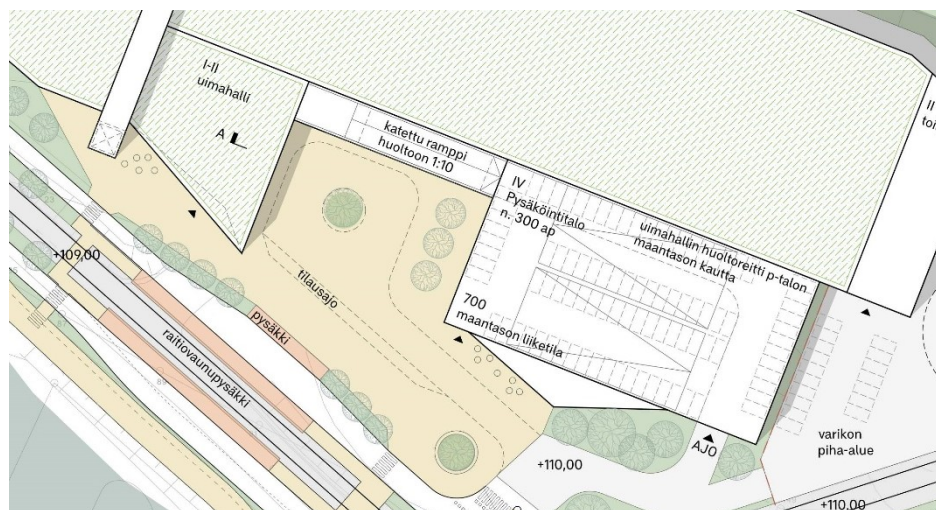 I-II
uimahalli
A
katettu ramppi
huoltoon 1:10
II
IV
Pysäköintitalo
n. 300 ap
uimahallin huoltoreitti p-talon
maantason kautta
+109,00
tilausajo
pysäkki
raitiovaunupysäkki
700
maantason liiketila
AJO
varikon
piha-alue
+110,00
+110,00